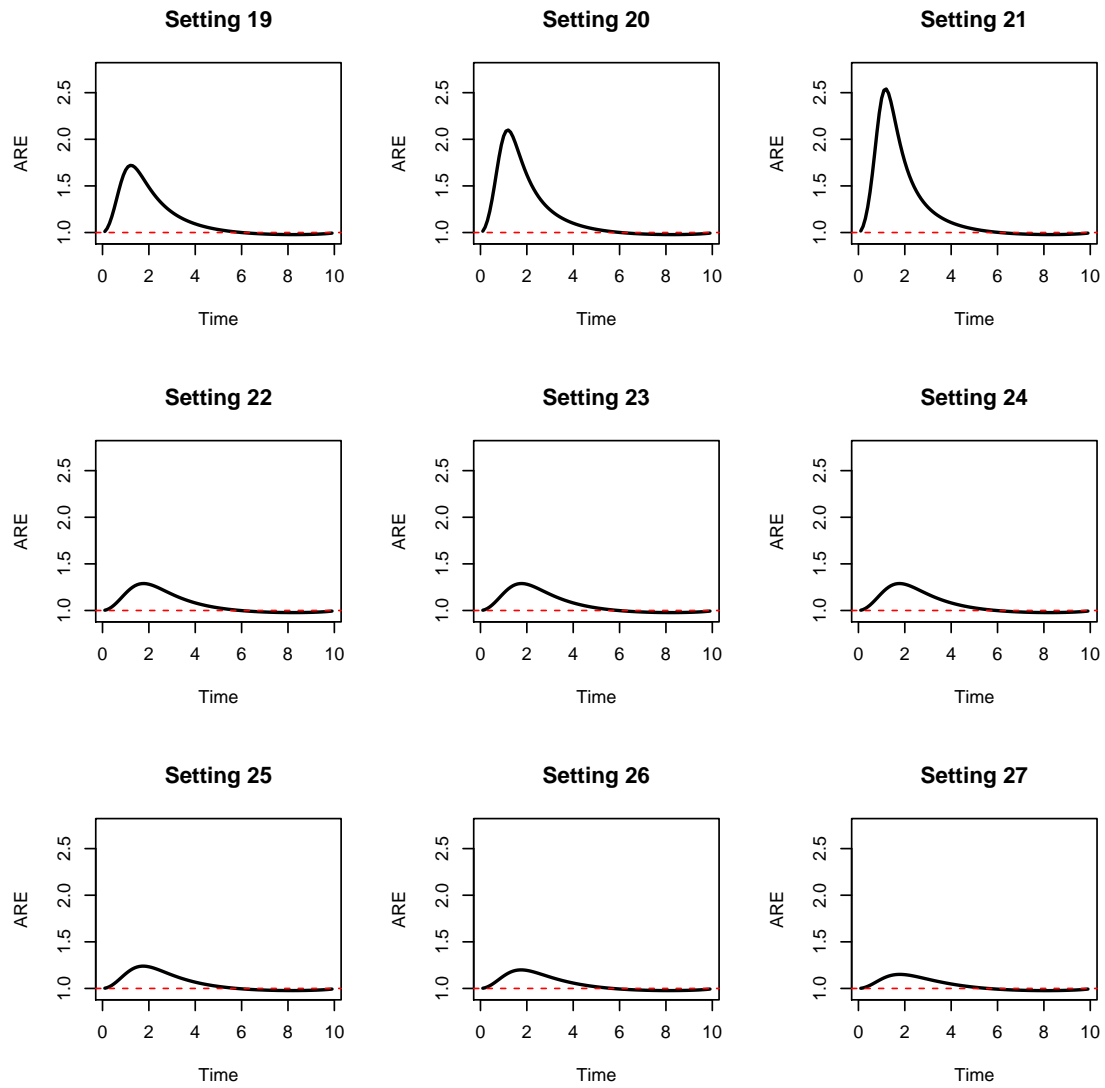 Setting 19
ARE
1.0 1.5 2.0 2.5
0 2 4 6 8 10
Time
Setting 20
ARE
1.0 1.5 2.0 2.5
0 2 4 6 8 10
Time
Setting 21
ARE
1.0 1.5 2.0 2.5
0 2 4 6 8 10
Time
Setting 22
ARE
1.0 1.5 2.0 2.5
0 2 4 6 8 10
Time
Setting 23
ARE
1.0 1.5 2.0 2.5
0 2 4 6 8 10
Time
Setting 24
ARE
1.0 1.5 2.0 2.5
0 2 4 6 8 10
Time
Setting 25
ARE
1.0 1.5 2.0 2.5
0 2 4 6 8 10
Time
Setting 26
ARE
1.0 1.5 2.0 2.5
0 2 4 6 8 10
Time
Setting 27
ARE
1.0 1.5 2.0 2.5
0 2 4 6 8 10
Time